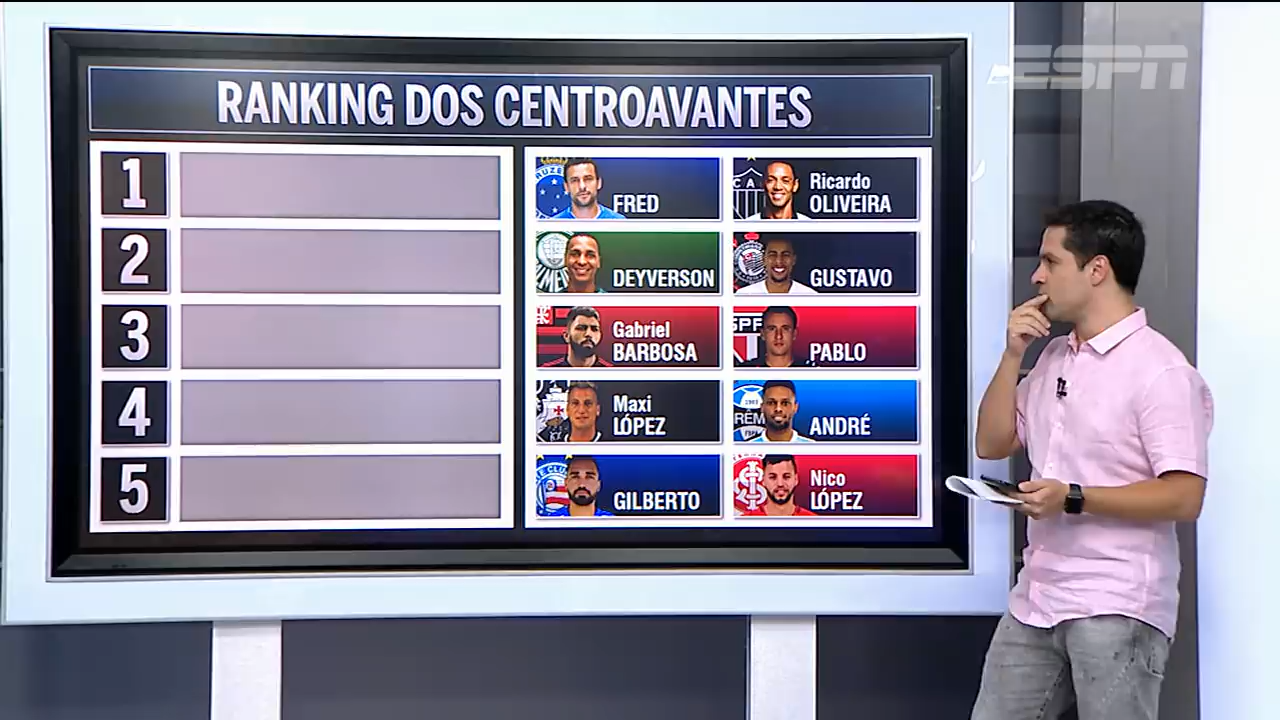 ESPN
RANKING DOS CENTROAVANTES
1
2
3
4
5
FRED
Ricardo
OLIVEIRA
DEYVERSON
GUSTAVO
Gabriel
BARBOSA
PABLO
Maxi
LÓPEZ
ANDRÉ
GILBERTO
Nico
LÓPEZ